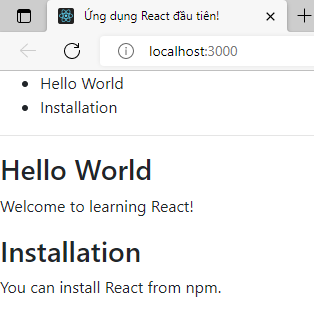 Ứng dụng React đầu tiên!
localhost:3000
Hello World
Installation
Hello World
Welcome to learning React!
Installation
You can install React from npm.